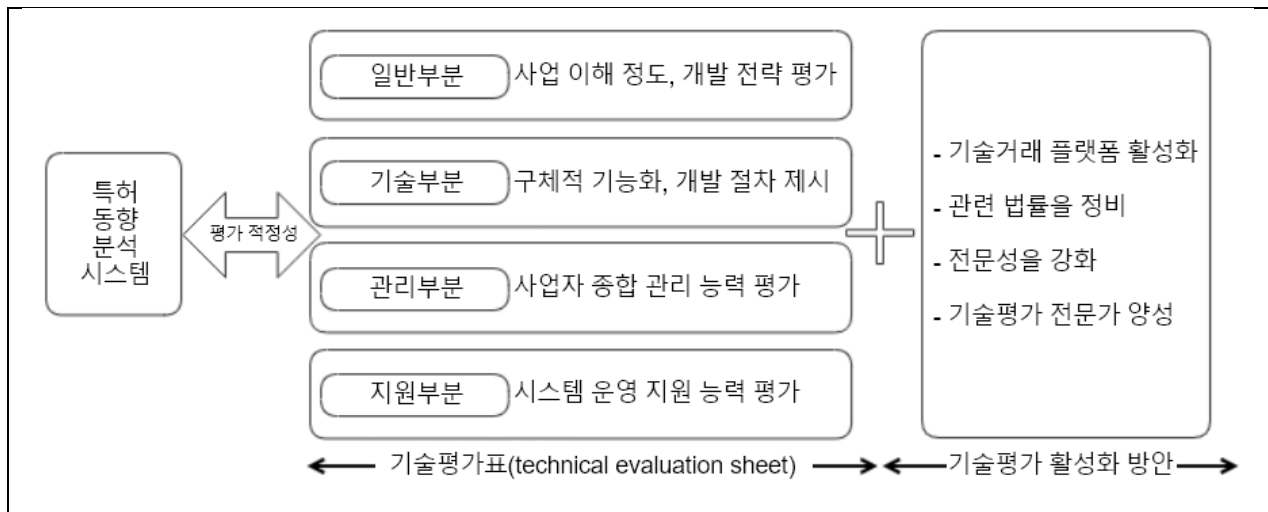 특허
동향
분석
시스템
평가 적정성
일반부분 사업 이해 정도, 개발 전략 평가
기술부분 구체적 기능화, 개발 절차 제시
관리부분 사업자 종합 관리 능력 평가
지원부분 시스템 운영 지원 능력 평가
- 기술거래 플랫폼 활성화
- 관련 법률을 정비
- 전문성을 강화
- 기술평가 전문가 양성
기술평가표(technical evaluation sheet)
기술평가 활성화 방안